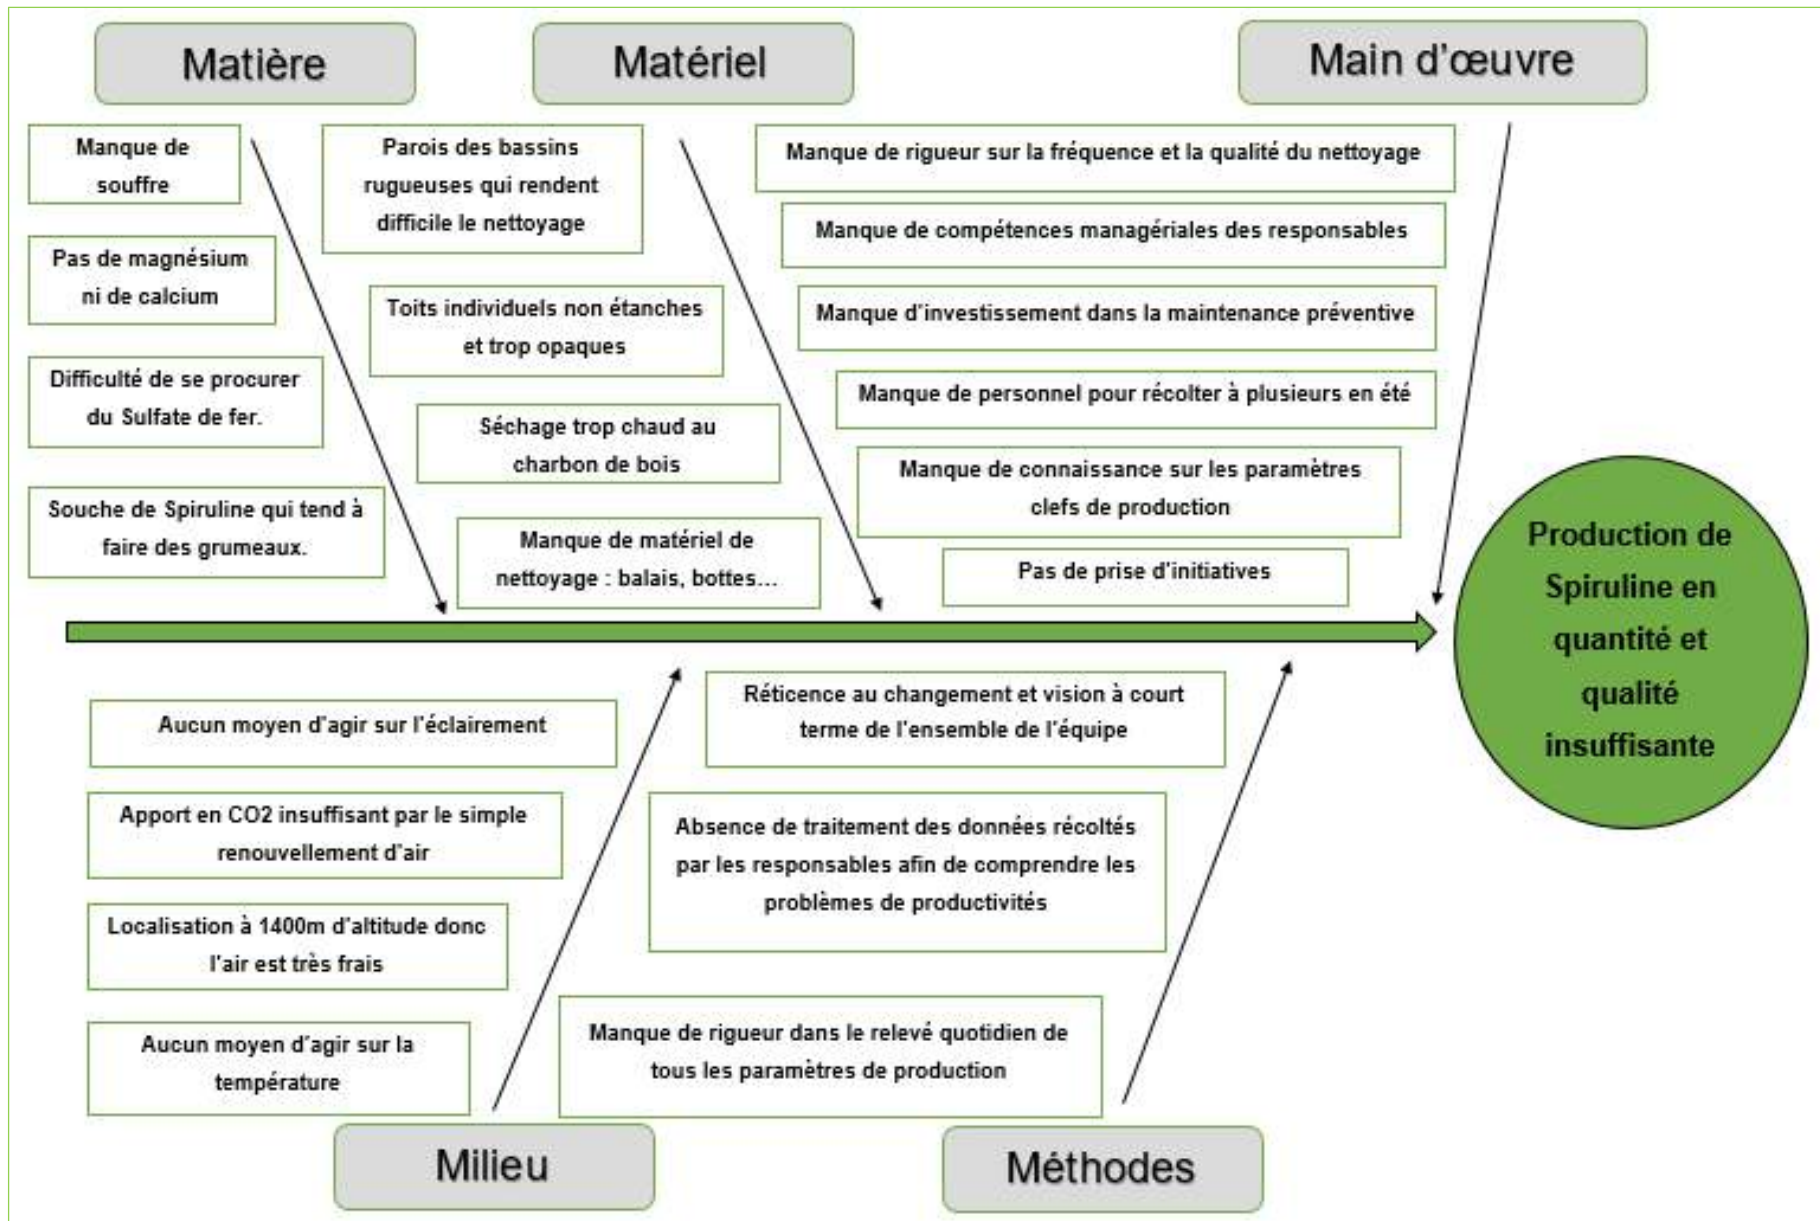 Matière
Matériel
Main d'œuvre
Manque de
souffre
Pas de magnésium
ni de calcium
Difficulté de se procurer
du Sulfate de fer.
Souche de Spiruline qui tend à
faire des grumeaux.
Parois des bassins
rugueuses qui rendent
difficile le nettoyage
Toits individuels non étanches
et trop opaques
Séchage trop chaud au
charbon de bois
Manque de matériel de
nettoyage : balais, bottes...
Manque de rigueur sur la fréquence et la qualité du nettoyage
Manque de compétences managériales des responsables
Manque d'investissement dans la maintenance préventive
Manque de personnel pour récolter à plusieurs en été
Manque de connaissance sur les paramètres
clefs de production
Pas de prise d'initiatives
Production de
Spiruline en
quantité et
qualité
insuffisante
Aucun moyen d'agir sur l'éclairement
Apport en CO2 insuffisant par le simple
renouvellement d'air
Localisation à 1400m d'altitude donc
l'air est très frais
Aucun moyen d'agir sur la
température
Réticence au changement et vision à court
terme de l'ensemble de l'équipe
Absence de traitement des données récoltés
par les responsables afin de comprendre les
problèmes de productivités
Manque de rigueur dans le relevé quotidien de
tous les paramètres de production
Milieu
Méthodes